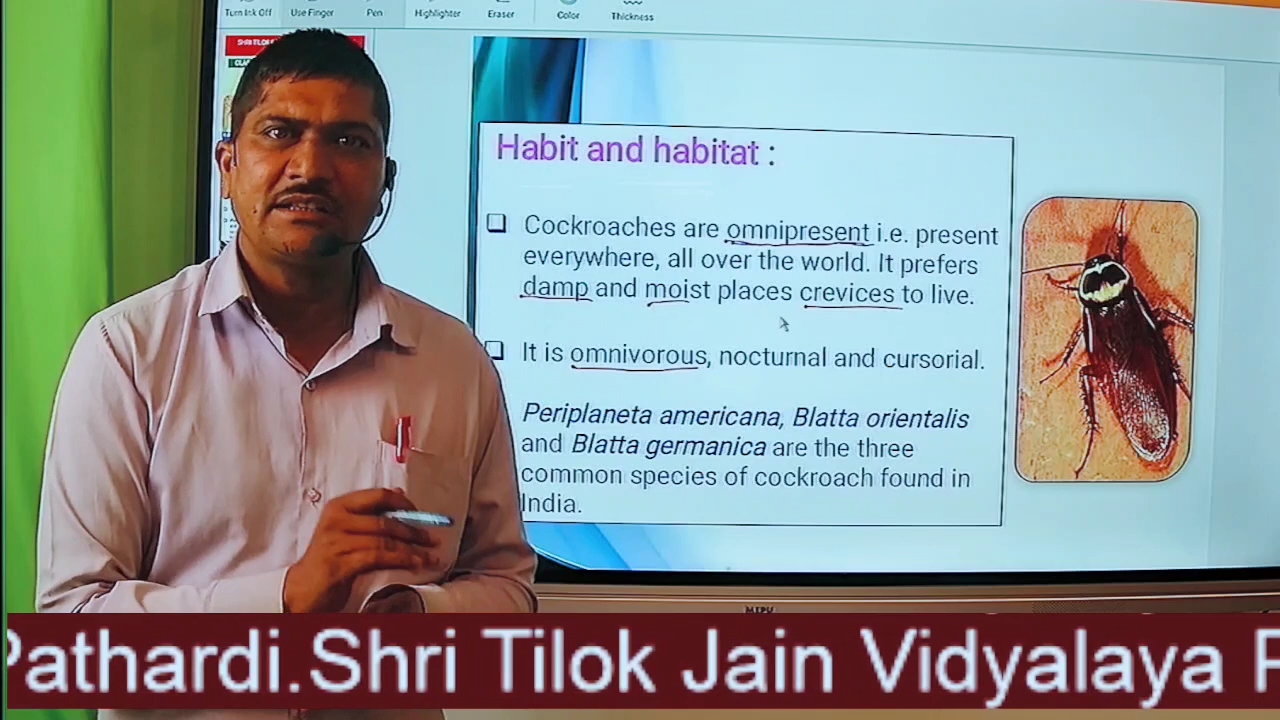 Turn Ink Off Use Finger Pen Highlighter Eraser Color Thickness
SHRI TILOK
Habit and habitat :
Cockroaches are omnipresent i.e. present
everywhere, all over the world. It prefers
damp and moist places crevices to live.
It is omnivorous, nocturnal and cursorial.
Periplaneta americana, Blatta orientalis
and Blatta germanica are the three
common species of cockroach found in
India.
Pathardi.Shri Tilok Jain Vidyalaya P